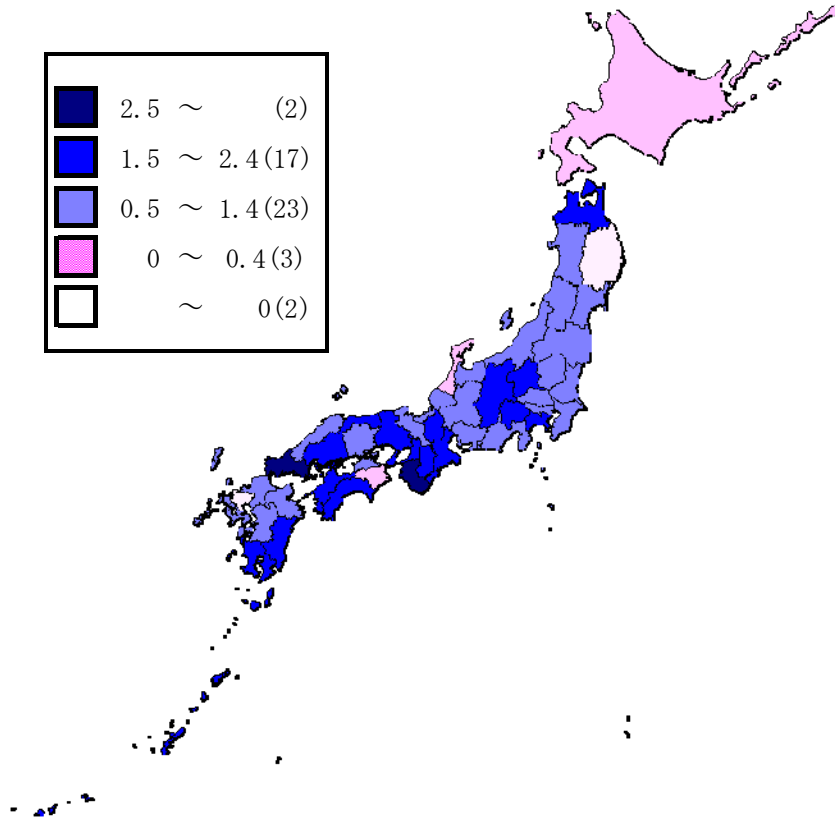 2.5 ～ (2)
1.5 ～ 2.4(17)
0.5 ～ 1.4(23)
0 ～ 0.4(3)
～ 0(2)